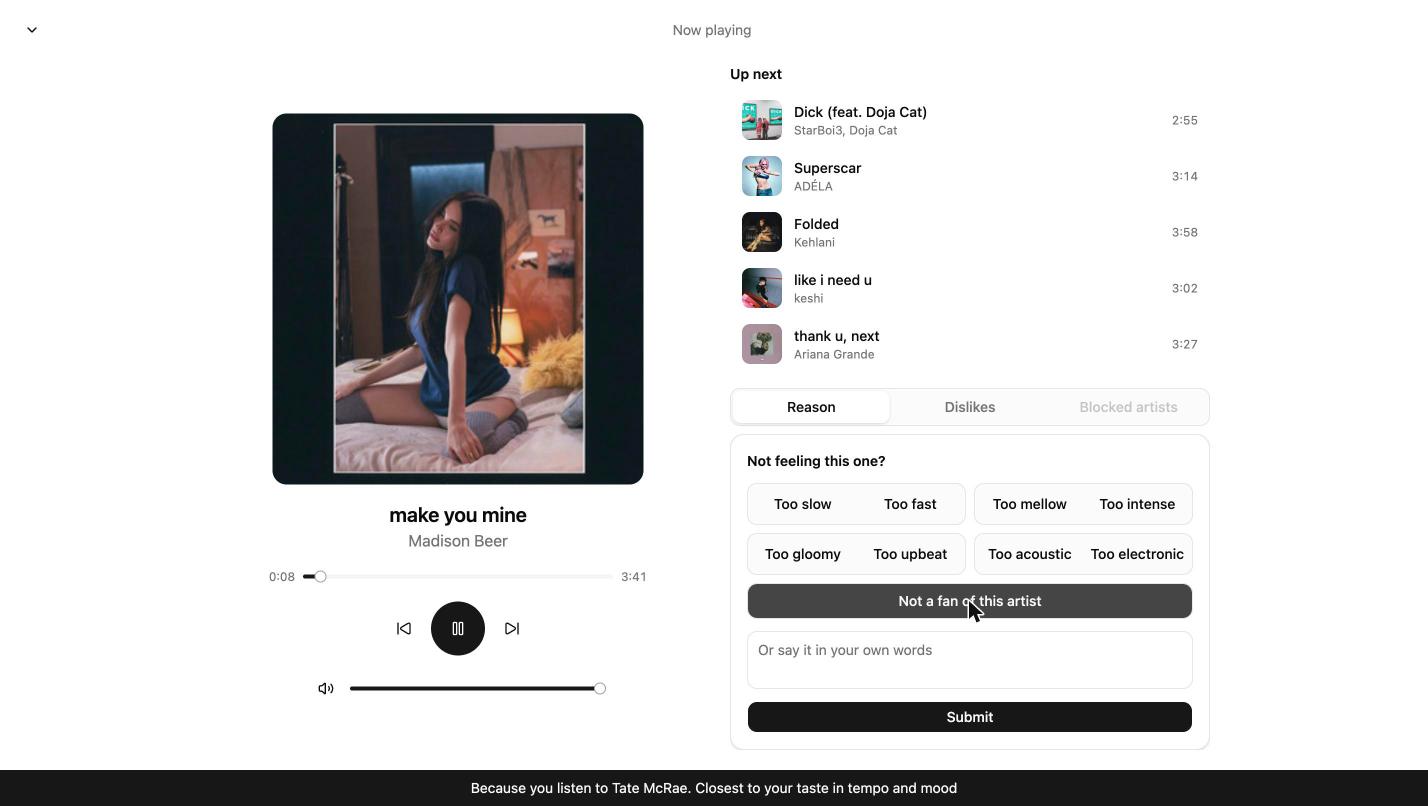 Now playing
Up next
Dick (feat. Doja Cat)
StarBoi3, Doja Cat
2:55
Superscar
ADÉLA
3:14
Folded
Kehlani
3:58
like i need u
keshi
3:02
thank u, next
Ariana Grande
3:27
make you mine
Madison Beer
0:08
3:41
Reason
Dislikes
Blocked artists
Not feeling this one?
Too slow
Too fast
Too mellow
Too intense
Too gloomy
Too upbeat
Too acoustic
Too electronic
Not a fan of this artist
Or say it in your own words
Submit
Because you listen to Tate McRae. Closest to your taste in tempo and mood